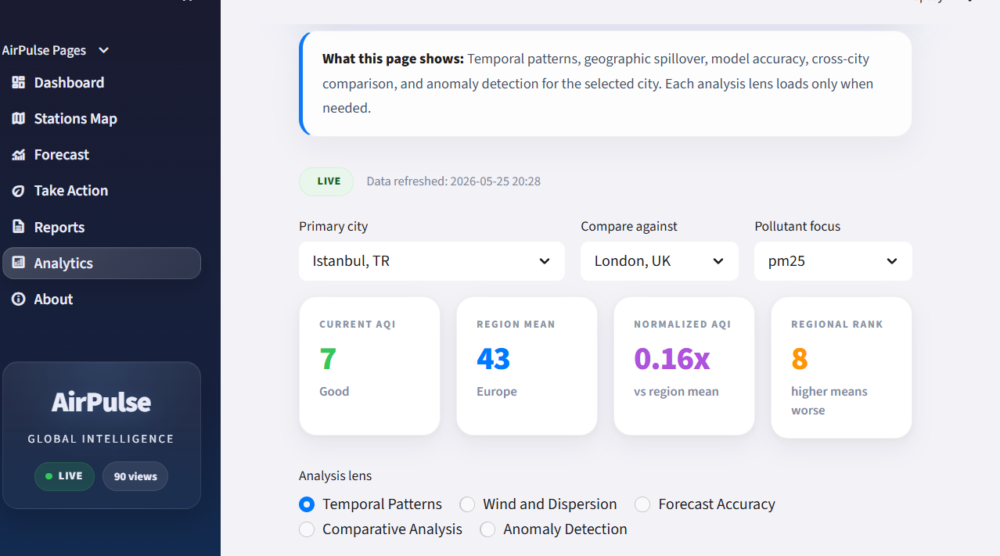 AirPulse Pages
Dashboard
Stations Map
Forecast
Take Action
Reports
Analytics
About
AirPulse
GLOBAL INTELLIGENCE
LIVE
90 views
What this page shows: Temporal patterns, geographic spillover, model accuracy, cross-city
comparison, and anomaly detection for the selected city. Each analysis lens loads only when
needed.
LIVE
Data refreshed: 2026-05-25 20:28
Primary city
Compare against
Pollutant focus
Istanbul, TR
London, UK
pm25
CURRENT AQI
7
Good
REGION MEAN
43
Europe
NORMALIZED AQI
0.16x
vs region mean
REGIONAL RANK
8
higher means
worse
Analysis lens
Temporal Patterns
Wind and Dispersion
Forecast Accuracy
Comparative Analysis
Anomaly Detection